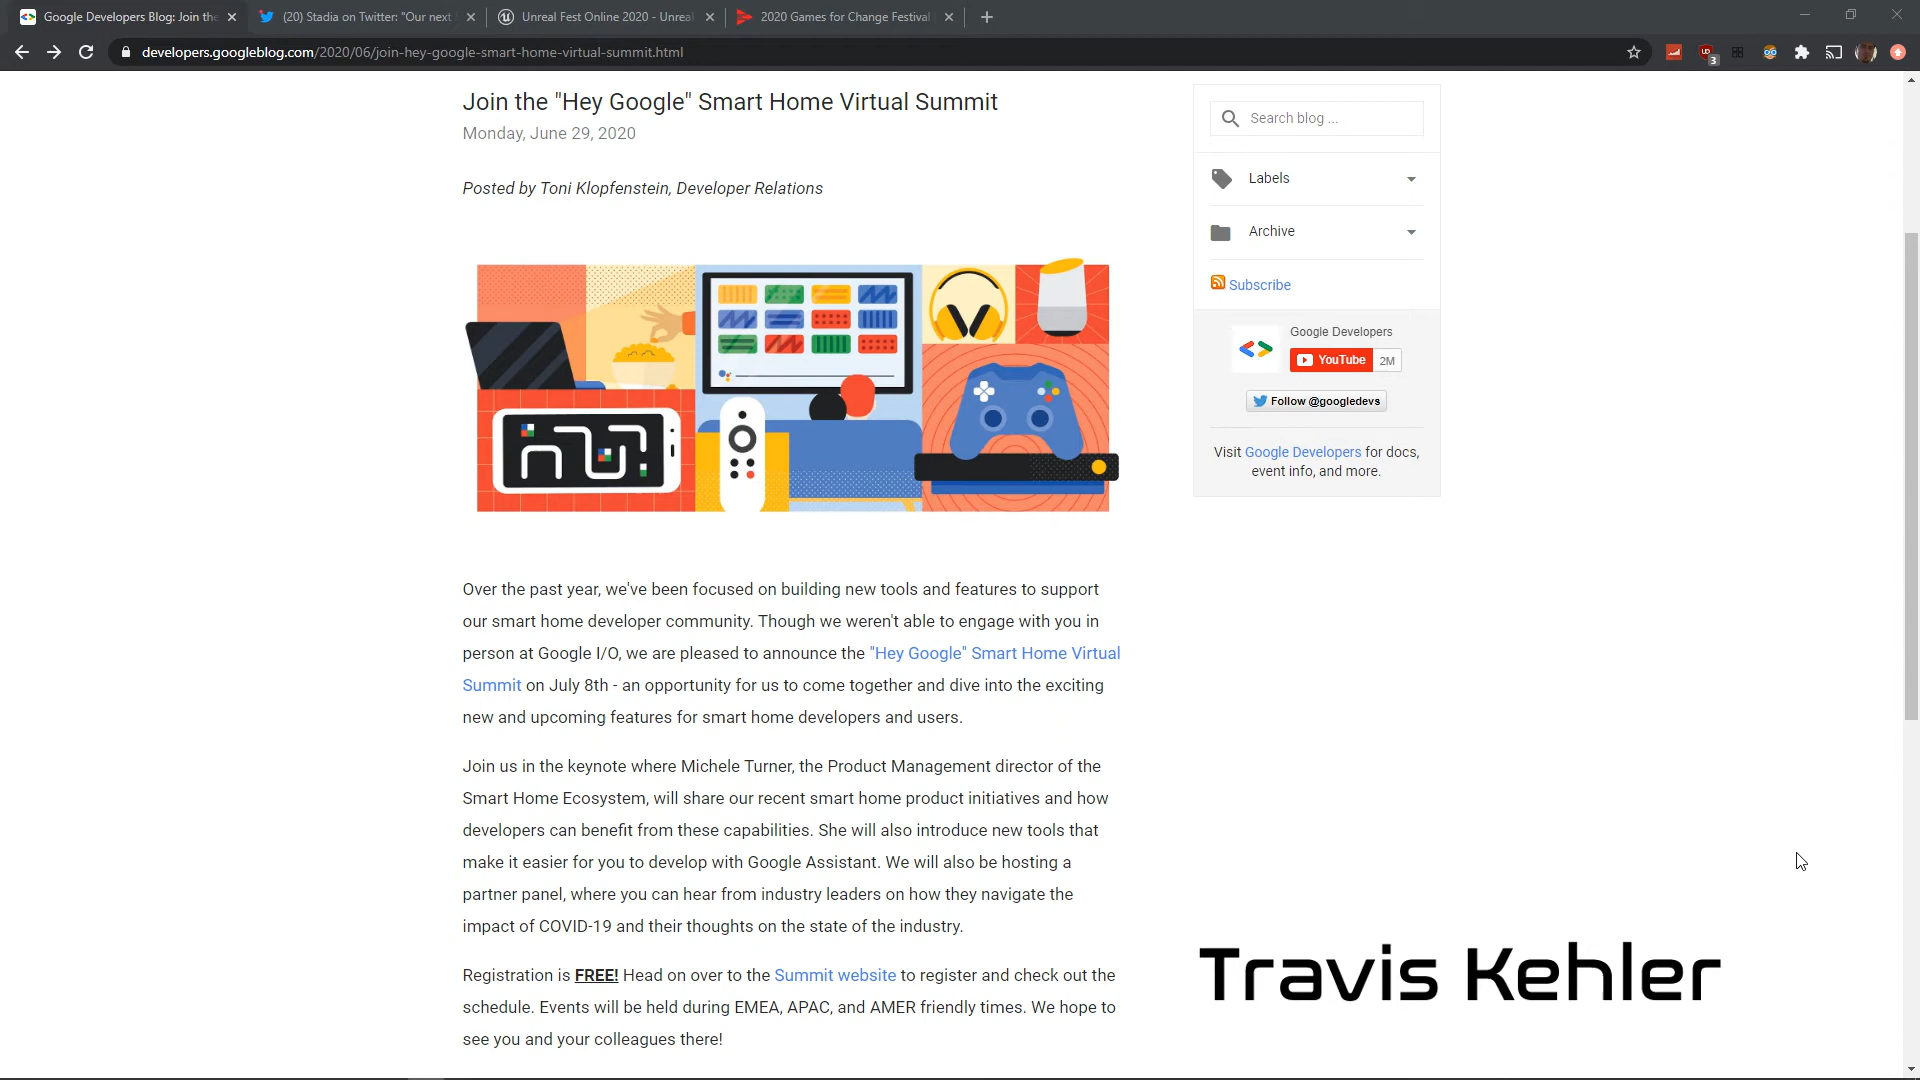 Google Developers Blog: Join the
(20) Stadia on Twitter: "Our next
Unreal Fest Online 2020 - Unreal
2020 Games for Change Festival
developers.googleblog.com/2020/06/join-hey-google-smart-home-virtual-summit.html
3
Join the "Hey Google" Smart Home Virtual Summit
Monday, June 29, 2020
Posted by Toni Klopfenstein, Developer Relations
Search blog ...
Labels
Archive
Subscribe
Google Developers
YouTube 2M
Follow @googledevs
Visit Google Developers for docs,
event info, and more.
Over the past year, we've been focused on building new tools and features to support
our smart home developer community. Though we weren't able to engage with you in
person at Google I/O, we are pleased to announce the "Hey Google" Smart Home Virtual
Summit on July 8th - an opportunity for us to come together and dive into the exciting
new and upcoming features for smart home developers and users.
Join us in the keynote where Michele Turner, the Product Management director of the
Smart Home Ecosystem, will share our recent smart home product initiatives and how
developers can benefit from these capabilities. She will also introduce new tools that
make it easier for you to develop with Google Assistant. We will also be hosting a
partner panel, where you can hear from industry leaders on how they navigate the
impact of COVID-19 and their thoughts on the state of the industry.
Registration is FREE! Head on over to the Summit website to register and check out the
schedule. Events will be held during EMEA, APAC, and AMER friendly times. We hope to
see you and your colleagues there!
Travis Kehler